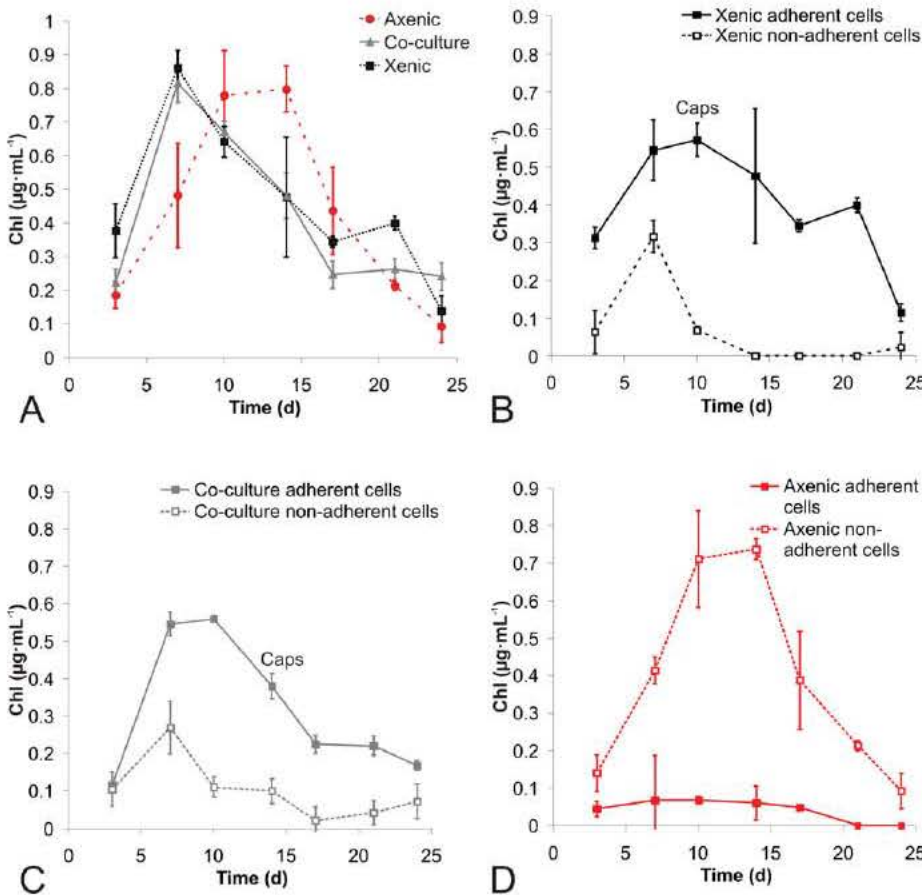 Axenic
Co-culture
Xenic
1
0.9
0.8
0.7
0.6
0.5
0.4
0.3
0.2
0.1
0
Chl (µg·mL⁻¹)
0 5 10 15 20 25
Time (d)
A
Xenic adherent cells
Xenic non-adherent cells
Caps
0.9
0.8
0.7
0.6
0.5
0.4
0.3
0.2
0.1
0
Chl (µg·mL⁻¹)
0 5 10 15 20 25
Time (d)
B
Co-culture adherent cells
Co-culture non-adherent cells
Caps
0.9
0.8
0.7
0.6
0.5
0.4
0.3
0.2
0.1
0
Chl (µg·mL⁻¹)
0 5 10 15 20 25
Time (d)
C
Axenic adherent
cells
Axenic non-
adherent cells
0.9
0.8
0.7
0.6
0.5
0.4
0.3
0.2
0.1
0
Chl (µg·mL⁻¹)
0 5 10 15 20 25
Time (d)
D